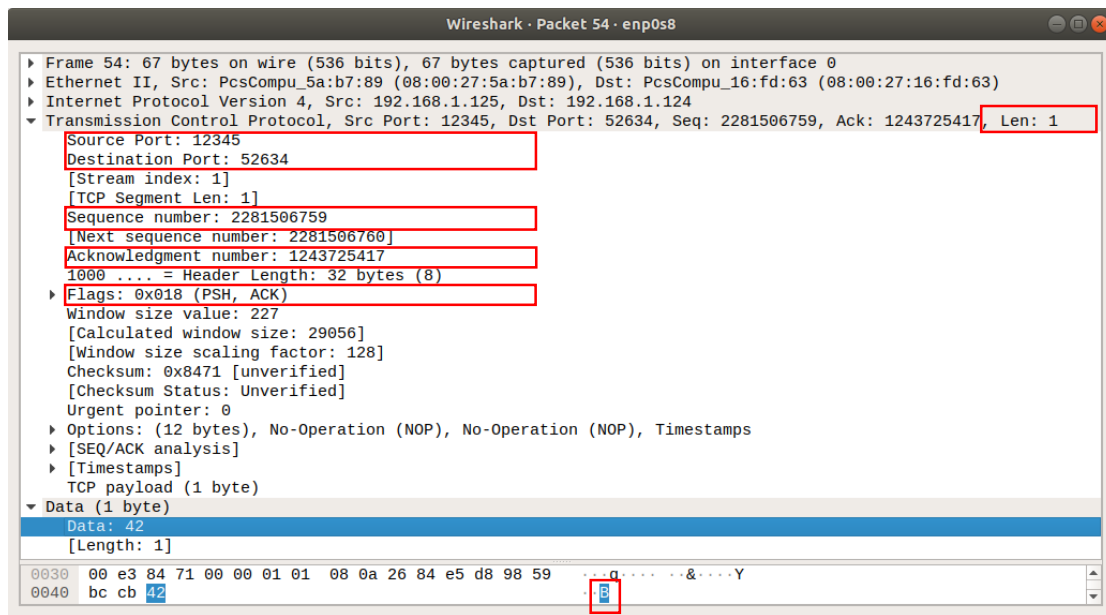 Wireshark · Packet 54 · enp0s8
Frame 54: 67 bytes on wire (536 bits), 67 bytes captured (536 bits) on interface 0
Ethernet II, Src: PcsCompu_5a:b7:89 (08:00:27:5a:b7:89), Dst: PcsCompu_16:fd:63 (08:00:27:16:fd:63)
Internet Protocol Version 4, Src: 192.168.1.125, Dst: 192.168.1.124
Transmission Control Protocol, Src Port: 12345, Dst Port: 52634, Seq: 2281506759, Ack: 1243725417, Len: 1
Source Port: 12345
Destination Port: 52634
[Stream index: 1]
[TCP Segment Len: 1]
Sequence number: 2281506759
[Next sequence number: 2281506760]
Acknowledgment number: 1243725417
1000 .... = Header Length: 32 bytes (8)
Flags: 0x018 (PSH, ACK)
Window size value: 227
[Calculated window size: 29056]
[Window size scaling factor: 128]
Checksum: 0x8471 [unverified]
[Checksum Status: Unverified]
Urgent pointer: 0
Options: (12 bytes), No-Operation (NOP), No-Operation (NOP), Timestamps
[SEQ/ACK analysis]
[Timestamps]
TCP payload (1 byte)
Data (1 byte)
Data: 42
[Length: 1]
0030 00 e3 84 71 00 00 01 01 08 0a 26 84 e5 d8 98 59 ···q···· ··&····Y
0040 bc cb 42 ··B